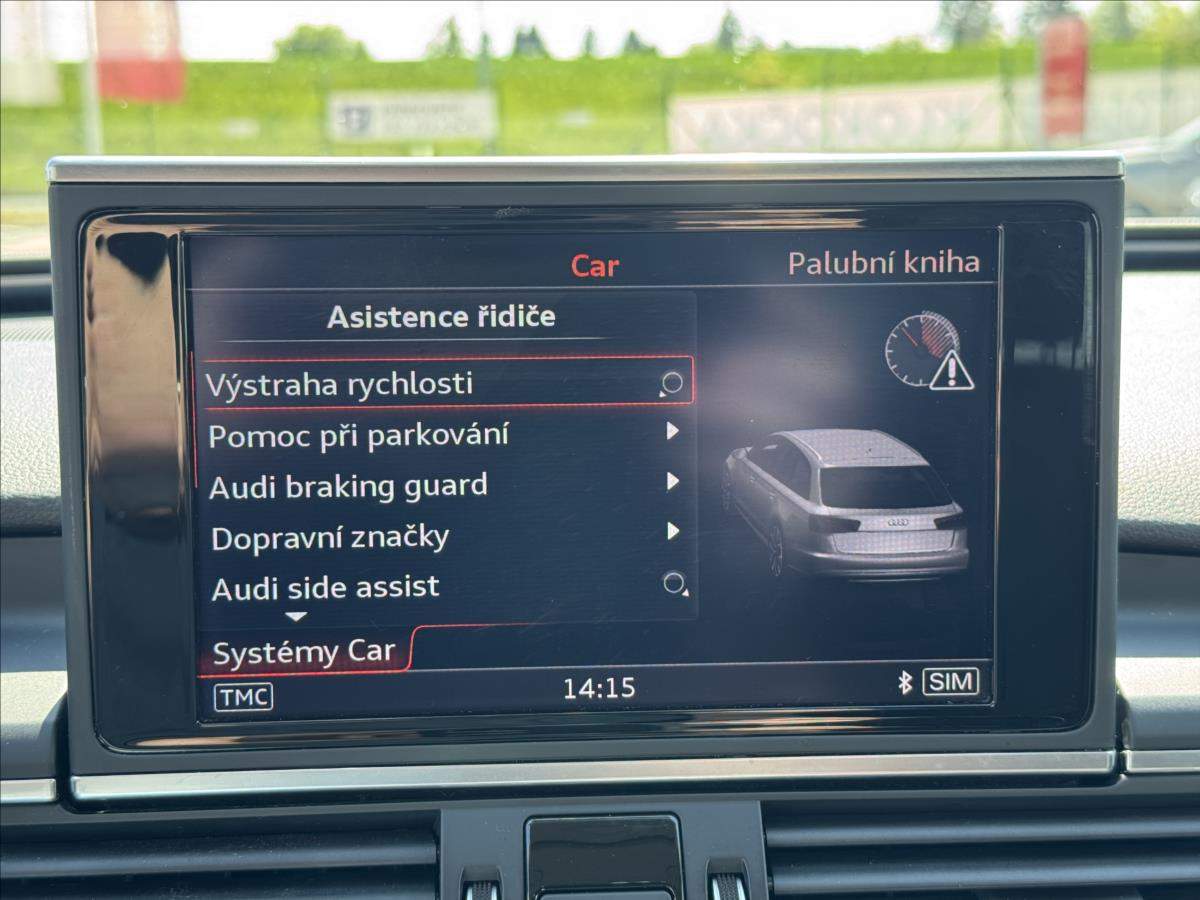 Car
Palubní kniha
Asistence řidiče
Výstraha rychlosti
Pomoc při parkování
Audi braking guard
Dopravní značky
Audi side assist
Systémy Car
TMC
14:15
SIM